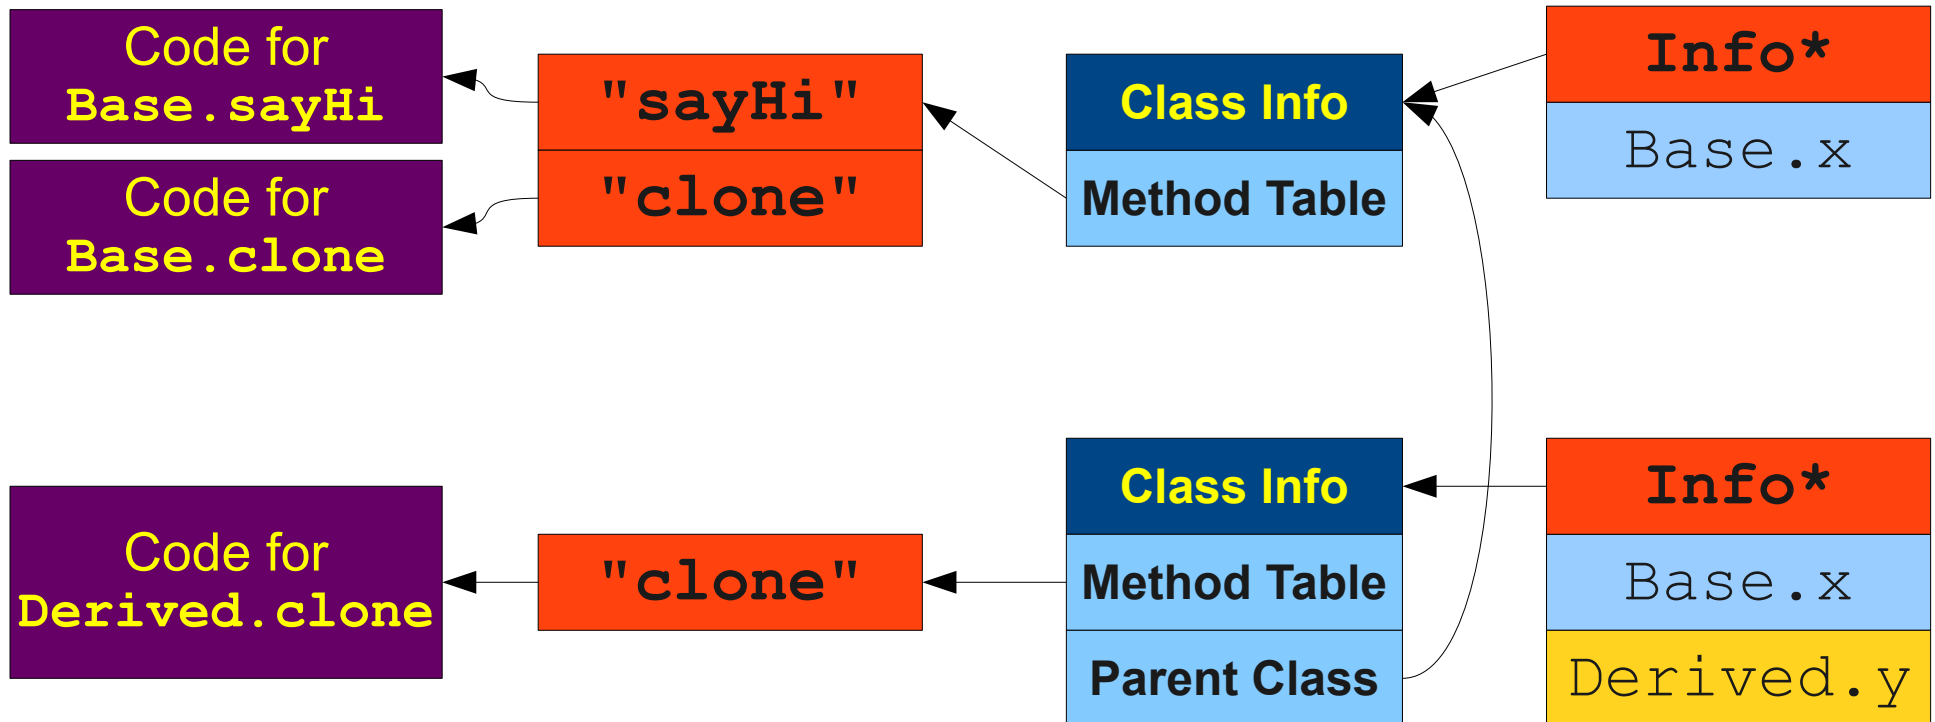 Code for
Base.sayHi
Code for
Base.clone
"sayHi"
"clone"
Class Info
Method Table
Info*
Base.x
Code for
Derived.clone
"clone"
Class Info
Method Table
Parent Class
Info*
Base.x
Derived.y